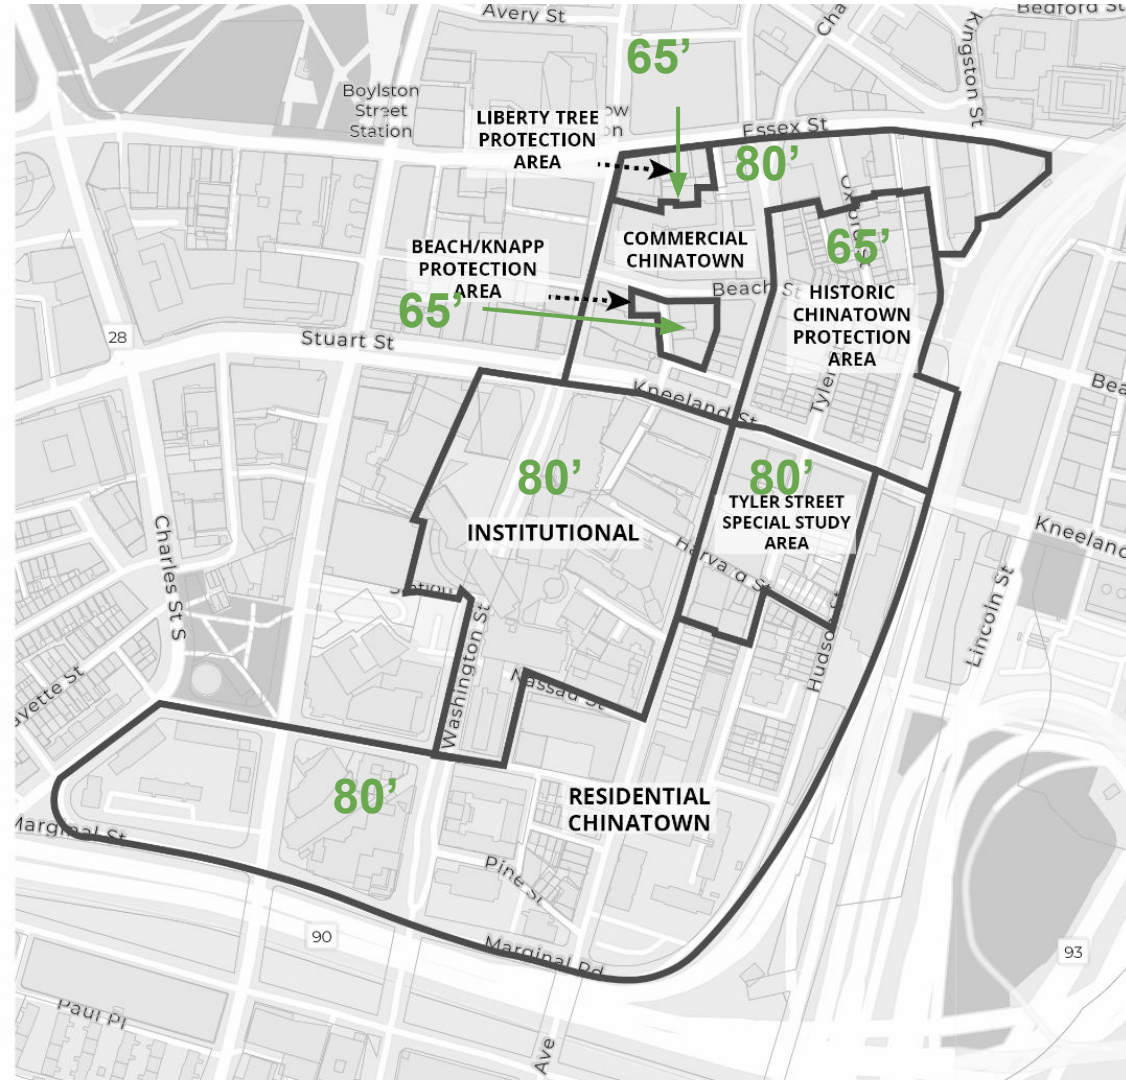 Avery St
Bedford St
65’
Kingston St
Boylston
Street
Station
LIBERTY TREE
PROTECTION
AREA
Essex St
80’
COMMERCIAL
CHINATOWN
65’
BEACH/KNAPP
PROTECTION
AREA
65’
Beach St
HISTORIC
CHINATOWN
PROTECTION
AREA
28
Stuart St
Tyler
Kneeland St
80’
INSTITUTIONAL
80’
TYLER STREET
SPECIAL STUDY
AREA
Kneeland
Charles St S
Harvard St
Lincoln St
Hudson St
Washington St
Nassau St
80’
RESIDENTIAL
CHINATOWN
Marginal St
Pine St
90
Marginal Rd
93
Paul Pl
Ave